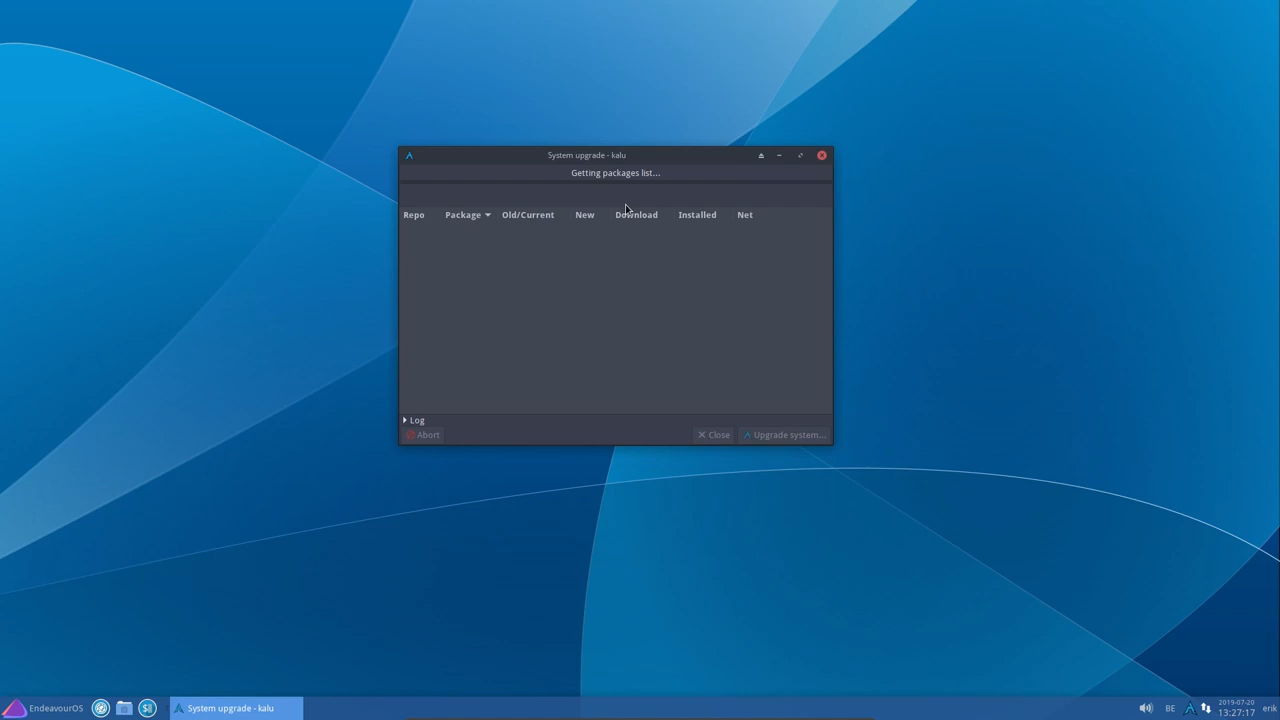 System upgrade - kalu
Getting packages list...
Repo Package Old/Current New Download Installed Net
Log
Abort Close Upgrade system...
EndeavourOS System upgrade - kalu BE 2019-07-20 13:27:17 erik